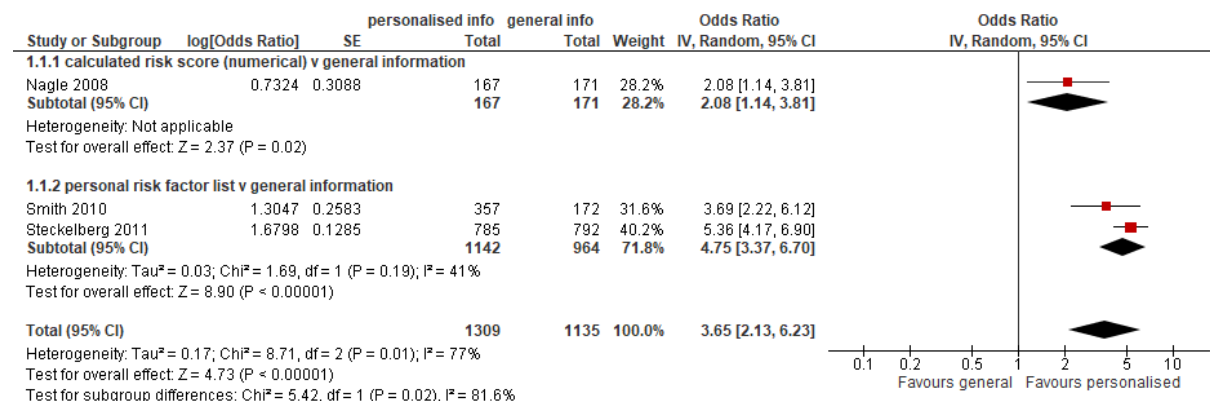 personalised info general info Odds Ratio Odds Ratio
Study or Subgroup log[Odds Ratio] SE Total Total Weight IV, Random, 95% CI IV, Random, 95% CI
1.1.1 calculated risk score (numerical) v general information
Nagle 2008 0.7324 0.3088 167 171 28.2% 2.08 [1.14, 3.81]
Subtotal (95% CI) 167 171 28.2% 2.08 [1.14, 3.81]
Heterogeneity: Not applicable
Test for overall effect: Z = 2.37 (P = 0.02)
1.1.2 personal risk factor list v general information
Smith 2010 1.3047 0.2583 357 172 31.6% 3.69 [2.22, 6.12]
Steckelberg 2011 1.6798 0.1285 785 792 40.2% 5.36 [4.17, 6.90]
Subtotal (95% CI) 1142 964 71.8% 4.75 [3.37, 6.70]
Heterogeneity: Tau² = 0.03; Chi² = 1.69, df = 1 (P = 0.19); I² = 41%
Test for overall effect: Z = 8.90 (P < 0.00001)
Total (95% CI) 1309 1135 100.0% 3.65 [2.13, 6.23]
Heterogeneity: Tau² = 0.17; Chi² = 8.71, df = 2 (P = 0.01); I² = 77%
Test for overall effect: Z = 4.73 (P < 0.00001)
Test for subgroup differences: Chi² = 5.42, df = 1 (P = 0.02), I² = 81.6%
0.1 0.2 0.5 1 2 5 10
Favours general Favours personalised